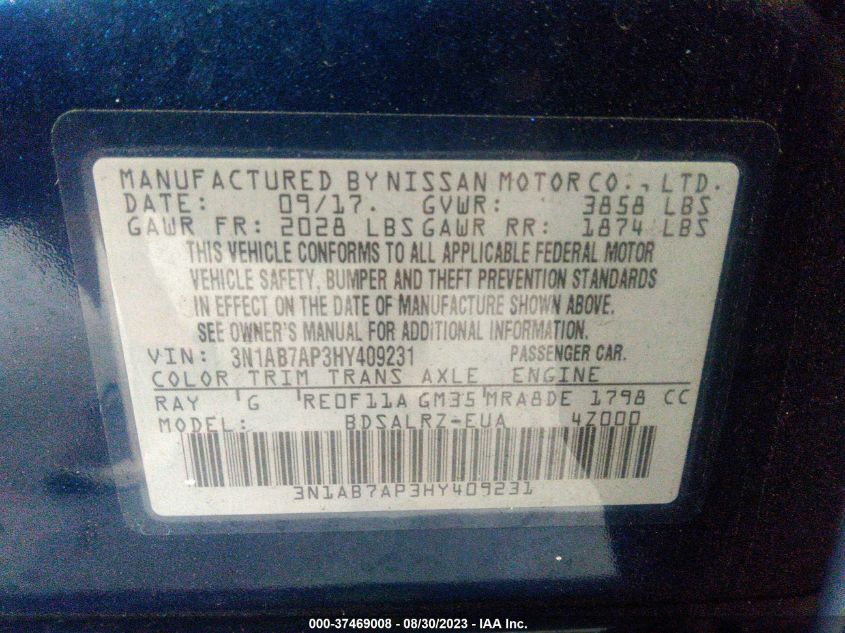 MANUFACTURED BY NISSAN MOTOR CO., LTD.
DATE: 09/17. GVWR: 3858 LBS
GAWR FR: 2028 LBS GAWR RR: 1874 LBS
THIS VEHICLE CONFORMS TO ALL APPLICABLE FEDERAL MOTOR
VEHICLE SAFETY, BUMPER AND THEFT PREVENTION STANDARDS
IN EFFECT ON THE DATE OF MANUFACTURE SHOWN ABOVE.
SEE OWNER'S MANUAL FOR ADDITIONAL INFORMATION.
VIN: 3N1AB7AP3HY409231 PASSENGER CAR.
COLOR TRIM TRANS AXLE ENGINE
RAY G RE0F11A GM35 MRA8DE 1798 CC
MODEL: BDSALRZ-EUA 4Z000
3N1AB7AP3HY409231
000-37469008 - 08/30/2023 - IAA Inc.